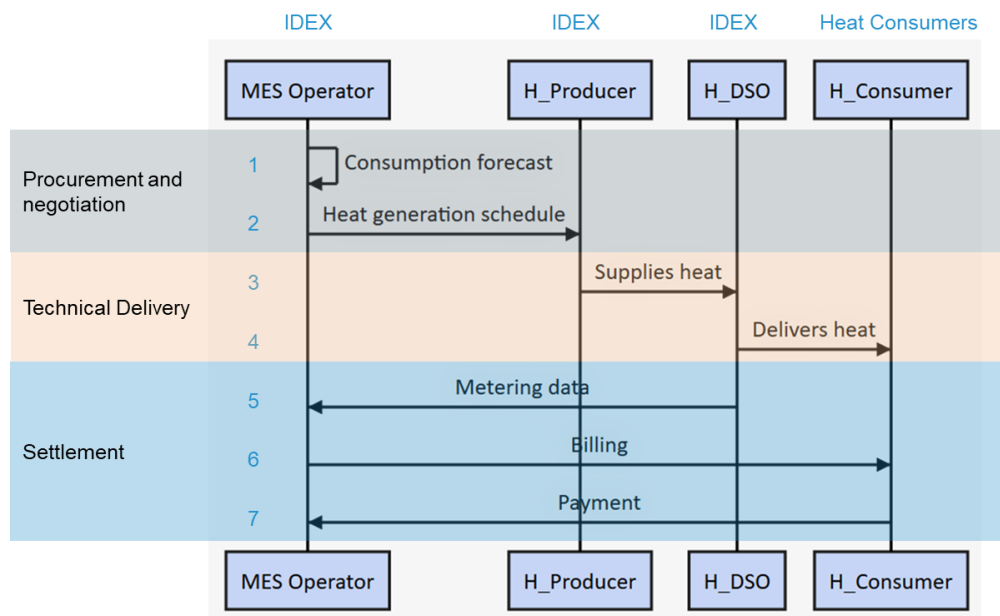 IDEX IDEX IDEX Heat Consumers
MES Operator H_Producer H_DSO H_Consumer
Procurement and
negotiation
1 Consumption forecast
2 Heat generation schedule
Technical Delivery
3 Supplies heat
4 Delivers heat
Settlement
5 Metering data
6 Billing
7 Payment
MES Operator H_Producer H_DSO H_Consumer